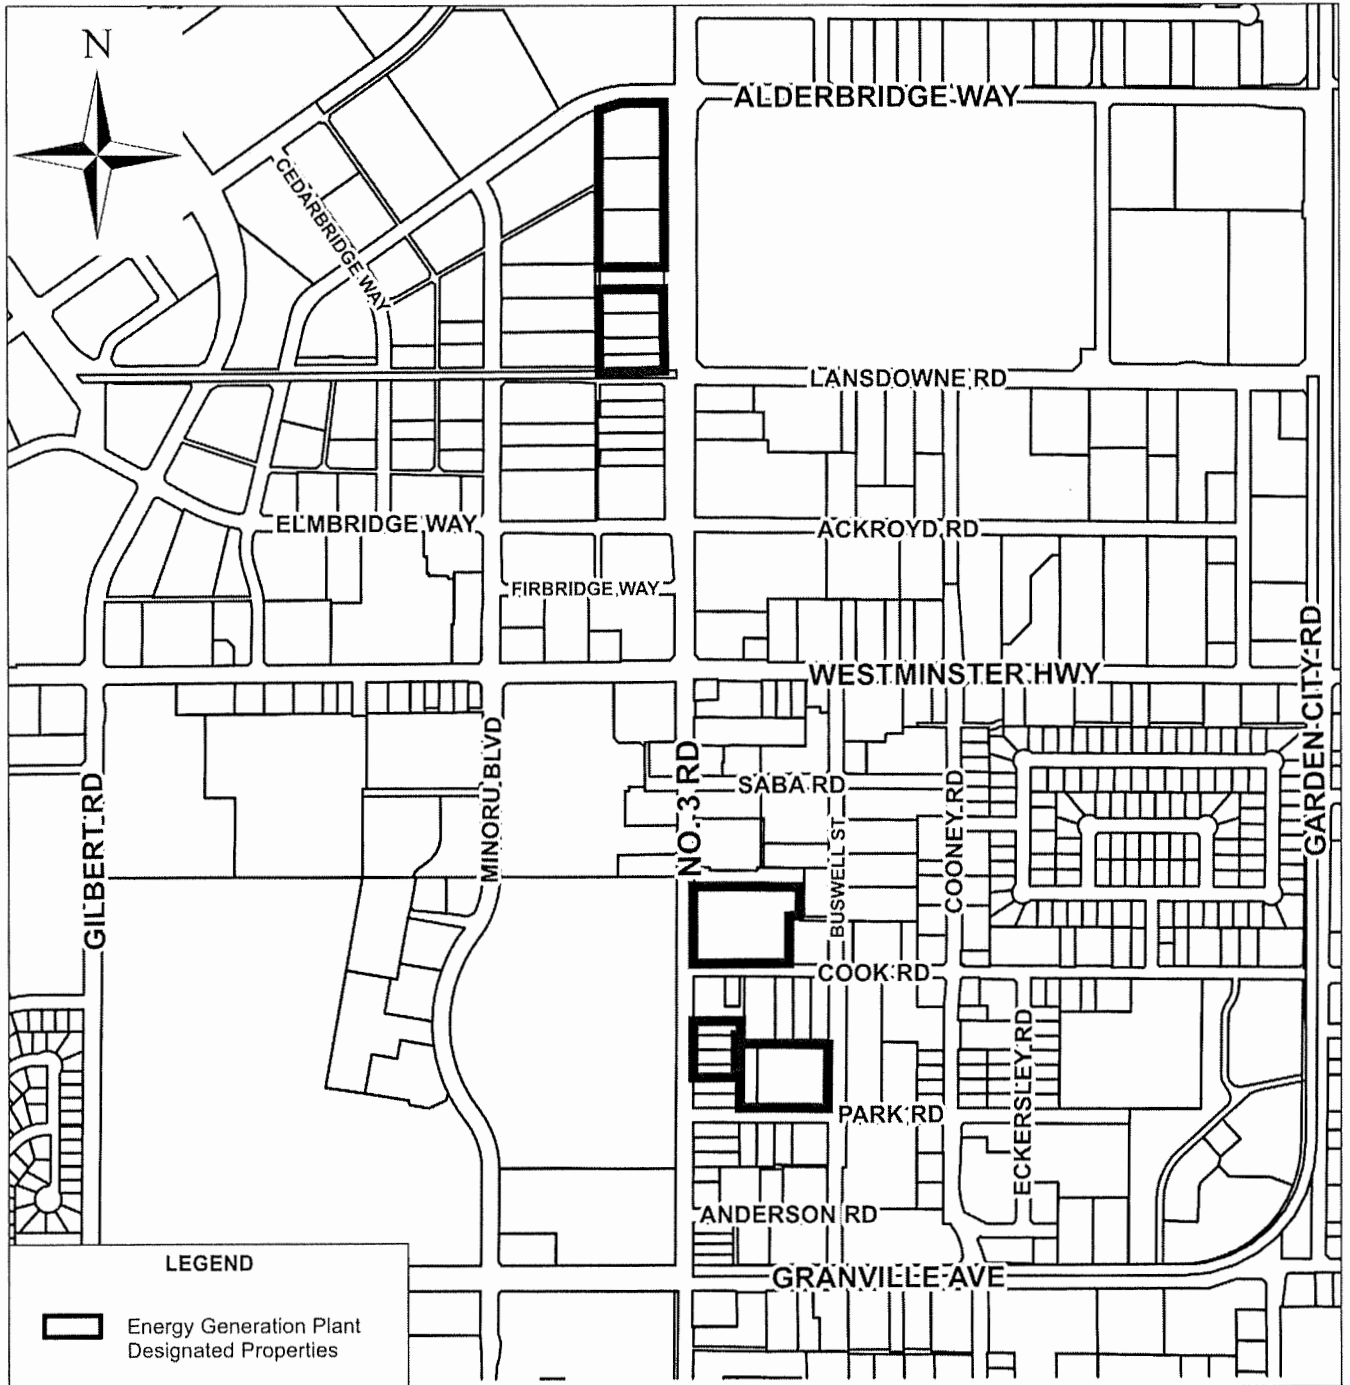 N
ALDERBRIDGE WAY
CEDARBRIDGE WAY
LANSDOWNE RD
ELMBRIDGE WAY
ACKROYD RD
FIRBRIDGE WAY
WESTMINSTER HWY
GARDEN CITY RD
GILBERT RD
MINORU BLVD
NO. 3 RD
SABA RD
BUSWELL ST
COONEY RD
COOK RD
ECKERSLEY RD
PARK RD
ANDERSON RD
GRANVILLE AVE
LEGEND
Energy Generation Plant
Designated Properties